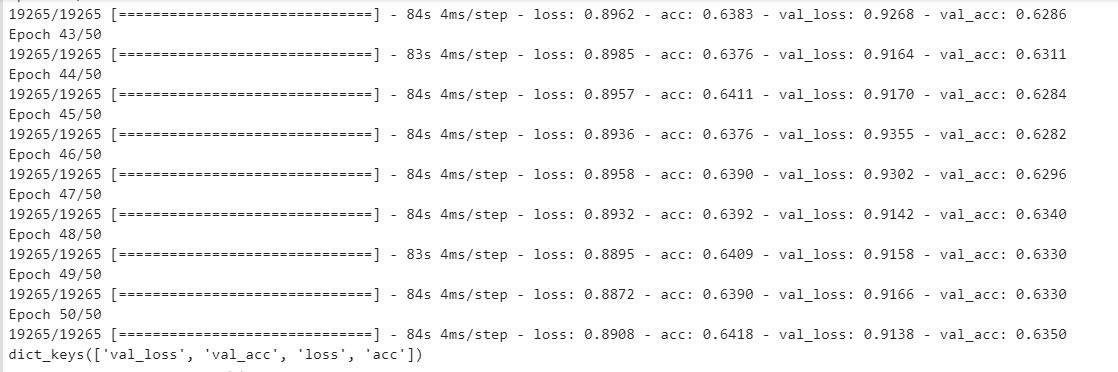 19265/19265 [==============================] - 84s 4ms/step - loss: 0.8962 - acc: 0.6383 - val_loss: 0.9268 - val_acc: 0.6286
Epoch 43/50
19265/19265 [==============================] - 83s 4ms/step - loss: 0.8985 - acc: 0.6376 - val_loss: 0.9164 - val_acc: 0.6311
Epoch 44/50
19265/19265 [==============================] - 84s 4ms/step - loss: 0.8957 - acc: 0.6411 - val_loss: 0.9170 - val_acc: 0.6284
Epoch 45/50
19265/19265 [==============================] - 84s 4ms/step - loss: 0.8936 - acc: 0.6376 - val_loss: 0.9355 - val_acc: 0.6282
Epoch 46/50
19265/19265 [==============================] - 84s 4ms/step - loss: 0.8958 - acc: 0.6390 - val_loss: 0.9302 - val_acc: 0.6296
Epoch 47/50
19265/19265 [==============================] - 84s 4ms/step - loss: 0.8932 - acc: 0.6392 - val_loss: 0.9142 - val_acc: 0.6340
Epoch 48/50
19265/19265 [==============================] - 83s 4ms/step - loss: 0.8895 - acc: 0.6409 - val_loss: 0.9158 - val_acc: 0.6330
Epoch 49/50
19265/19265 [==============================] - 84s 4ms/step - loss: 0.8872 - acc: 0.6390 - val_loss: 0.9166 - val_acc: 0.6330
Epoch 50/50
19265/19265 [==============================] - 84s 4ms/step - loss: 0.8908 - acc: 0.6418 - val_loss: 0.9138 - val_acc: 0.6350
dict_keys(['val_loss', 'val_acc', 'loss', 'acc'])